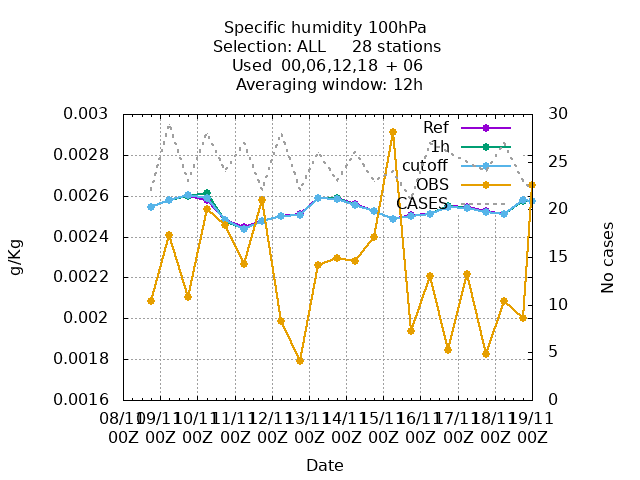 Specific humidity 100hPa
Selection: ALL 28 stations
Used 00,06,12,18 + 06
Averaging window: 12h
0.003
0.0028
0.0026
0.0024
0.0022
0.002
0.0018
0.0016
30
25
20
15
10
5
0
Ref
1h
cutoff
OBS
CASES
g/Kg
No cases
08/11 09/11 10/11 11/11 12/11 13/11 14/11 15/11 16/11 17/11 18/11 19/11
00Z 00Z 00Z 00Z 00Z 00Z 00Z 00Z 00Z 00Z 00Z 00Z
Date